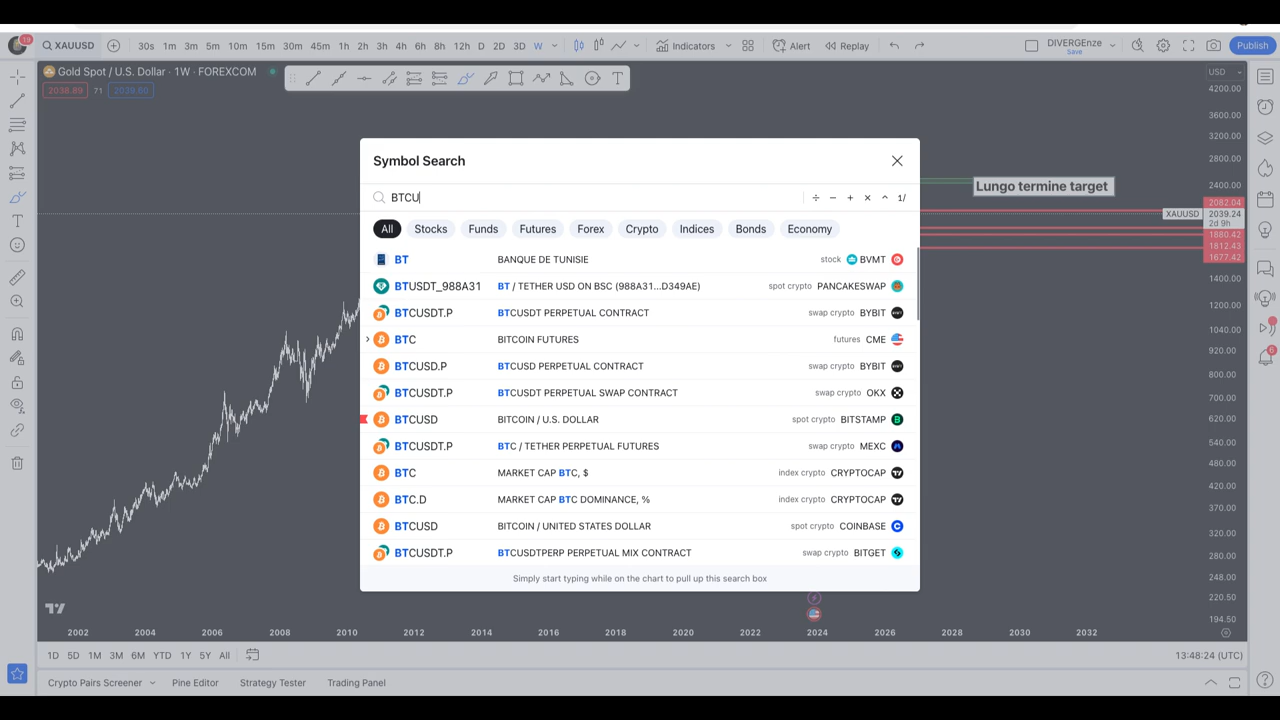 19
XAUUSD
30s 1m 3m 5m 10m 15m 30m 45m 1h 2h 3h 4h 6h 8h 12h D 2D 3D W
Indicators
Alert
Replay
DIVERGEnze
Save
Publish
Gold Spot / U.S. Dollar · 1W · FOREXCOM
2038.89 71 2039.60
USD
4200.00
3600.00
3200.00
2800.00
2400.00
Lungo termine target
2082.04
XAUUSD 2039.24
2d 9h
1880.42
1812.43
1677.42
1400.00
1200.00
1040.00
920.00
800.00
700.00
620.00
540.00
480.00
420.00
370.00
320.00
280.00
248.00
220.50
194.50
Symbol Search
BTCU
÷ − + × 1/
All Stocks Funds Futures Forex Crypto Indices Bonds Economy
BT BANQUE DE TUNISIE stock BVMT
BTUSDT_988A31 BT / TETHER USD ON BSC (988A31...D349AE) spot crypto PANCAKESWAP
BTCUSDT.P BTCUSDT PERPETUAL CONTRACT swap crypto BYBIT
BTC BITCOIN FUTURES futures CME
BTCUSD.P BTCUSD PERPETUAL CONTRACT swap crypto BYBIT
BTCUSDT.P BTCUSDT PERPETUAL SWAP CONTRACT swap crypto OKX
BTCUSD BITCOIN / U.S. DOLLAR spot crypto BITSTAMP
BTCUSDT.P BTC / TETHER PERPETUAL FUTURES swap crypto MEXC
BTC MARKET CAP BTC, $ index crypto CRYPTOCAP
BTC.D MARKET CAP BTC DOMINANCE, % index crypto CRYPTOCAP
BTCUSD BITCOIN / UNITED STATES DOLLAR spot crypto COINBASE
BTCUSDT.P BTCUSDTPERP PERPETUAL MIX CONTRACT swap crypto BITGET
Simply start typing while on the chart to pull up this search box
2002 2004 2006 2008 2010 2012 2014 2016 2018 2020 2022 2024 2026 2028 2030 2032
1D 5D 1M 3M 6M YTD 1Y 5Y All
13:48:24 (UTC)
Crypto Pairs Screener Pine Editor Strategy Tester Trading Panel